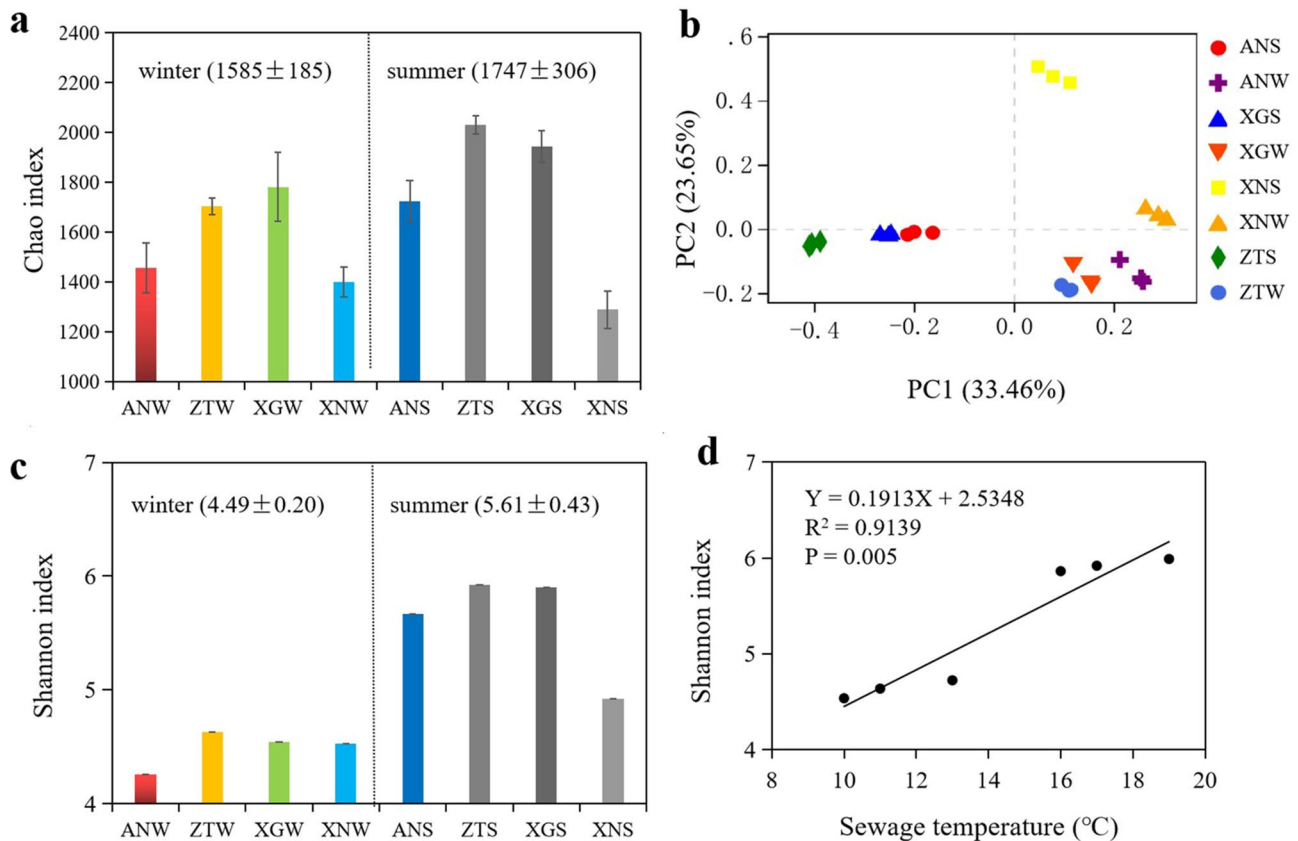 a
2400
2200
2000
1800
1600
1400
1200
1000
Chao index
winter (1585±185)
summer (1747±306)
ANW ZTW XGW XNW ANS ZTS XGS XNS
b
.6
0.4
0.2
0.0
-0.2
PC2 (23.65%)
-0.4 -0.2 0.0 0.2
PC1 (33.46%)
ANS
ANW
XGS
XGW
XNS
XNW
ZTS
ZTW
c
7
6
5
4
Shannon index
winter (4.49±0.20)
summer (5.61±0.43)
ANW ZTW XGW XNW ANS ZTS XGS XNS
d
7
6
5
4
Shannon index
Y = 0.1913X + 2.5348
R² = 0.9139
P = 0.005
8 10 12 14 16 18 20
Sewage temperature (℃)